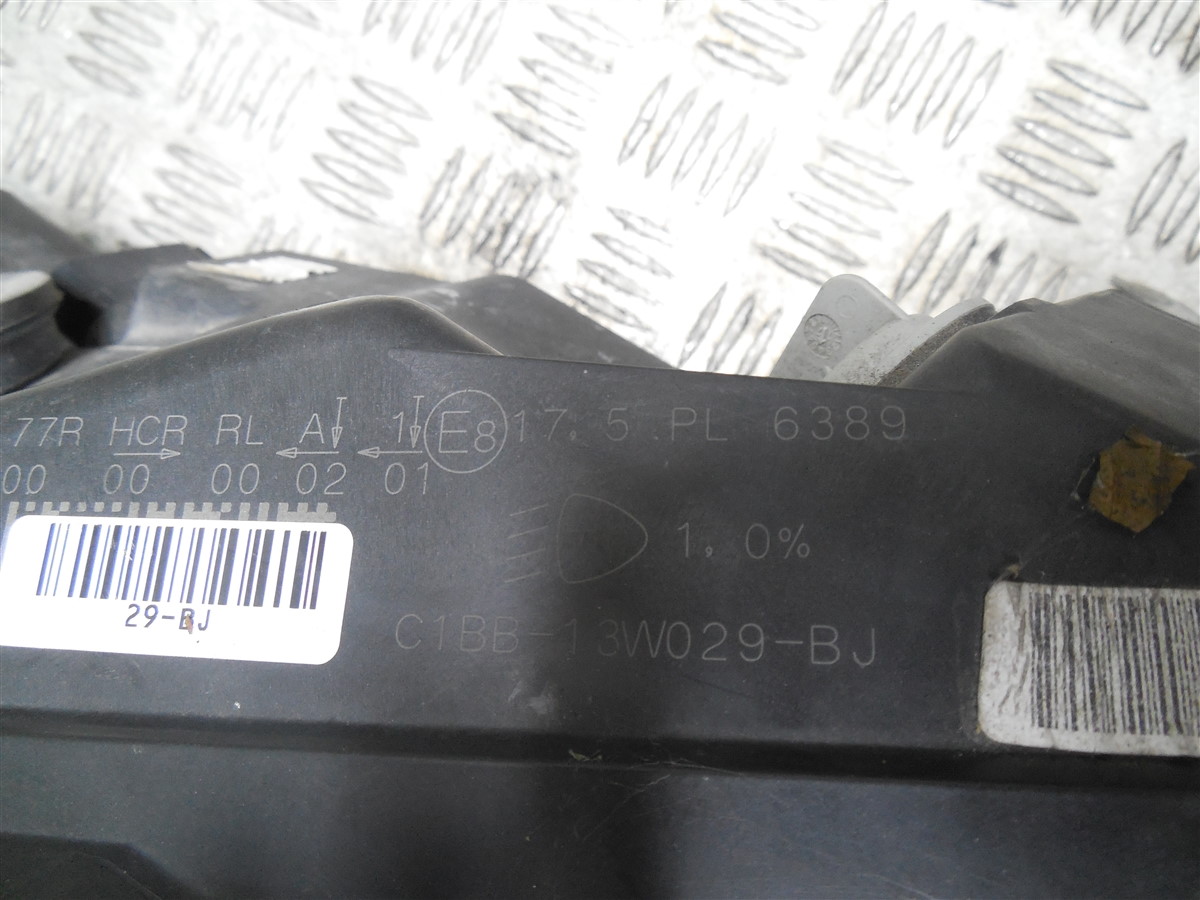 77R HCR RL A 1 E8 17.5 PL 6389
00 00 00 02 01
1.0%
29-BJ
C1BB-13W029-BJ